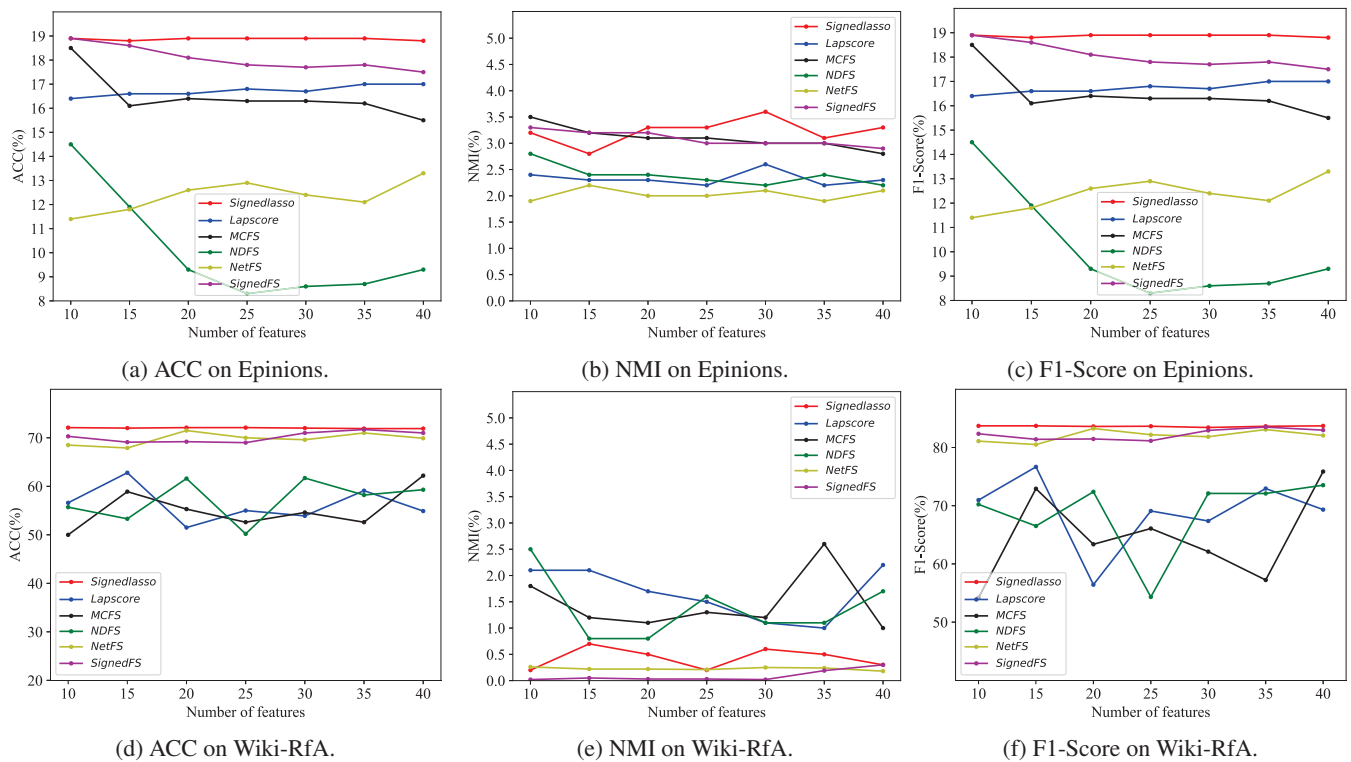 19
18
17
16
15
14
13
12
11
10
9
8
ACC(%)
Signedlasso
Lapscore
MCFS
NDFS
NetFS
SignedFS
10 15 20 25 30 35 40
Number of features
(a) ACC on Epinions.
5.0
4.5
4.0
3.5
3.0
2.5
2.0
1.5
1.0
0.5
0.0
NMI(%)
Signedlasso
Lapscore
MCFS
NDFS
NetFS
SignedFS
10 15 20 25 30 35 40
Number of features
(b) NMI on Epinions.
19
18
17
16
15
14
13
12
11
10
9
8
F1-Score(%)
Signedlasso
Lapscore
MCFS
NDFS
NetFS
SignedFS
10 15 20 25 30 35 40
Number of features
(c) F1-Score on Epinions.
70
60
50
40
30
20
ACC(%)
Signedlasso
Lapscore
MCFS
NDFS
NetFS
SignedFS
10 15 20 25 30 35 40
Number of features
(d) ACC on Wiki-RfA.
5.0
4.5
4.0
3.5
3.0
2.5
2.0
1.5
1.0
0.5
0.0
NMI(%)
Signedlasso
Lapscore
MCFS
NDFS
NetFS
SignedFS
10 15 20 25 30 35 40
Number of features
(e) NMI on Wiki-RfA.
80
70
60
50
F1-Score(%)
Signedlasso
Lapscore
MCFS
NDFS
NetFS
SignedFS
10 15 20 25 30 35 40
Number of features
(f) F1-Score on Wiki-RfA.